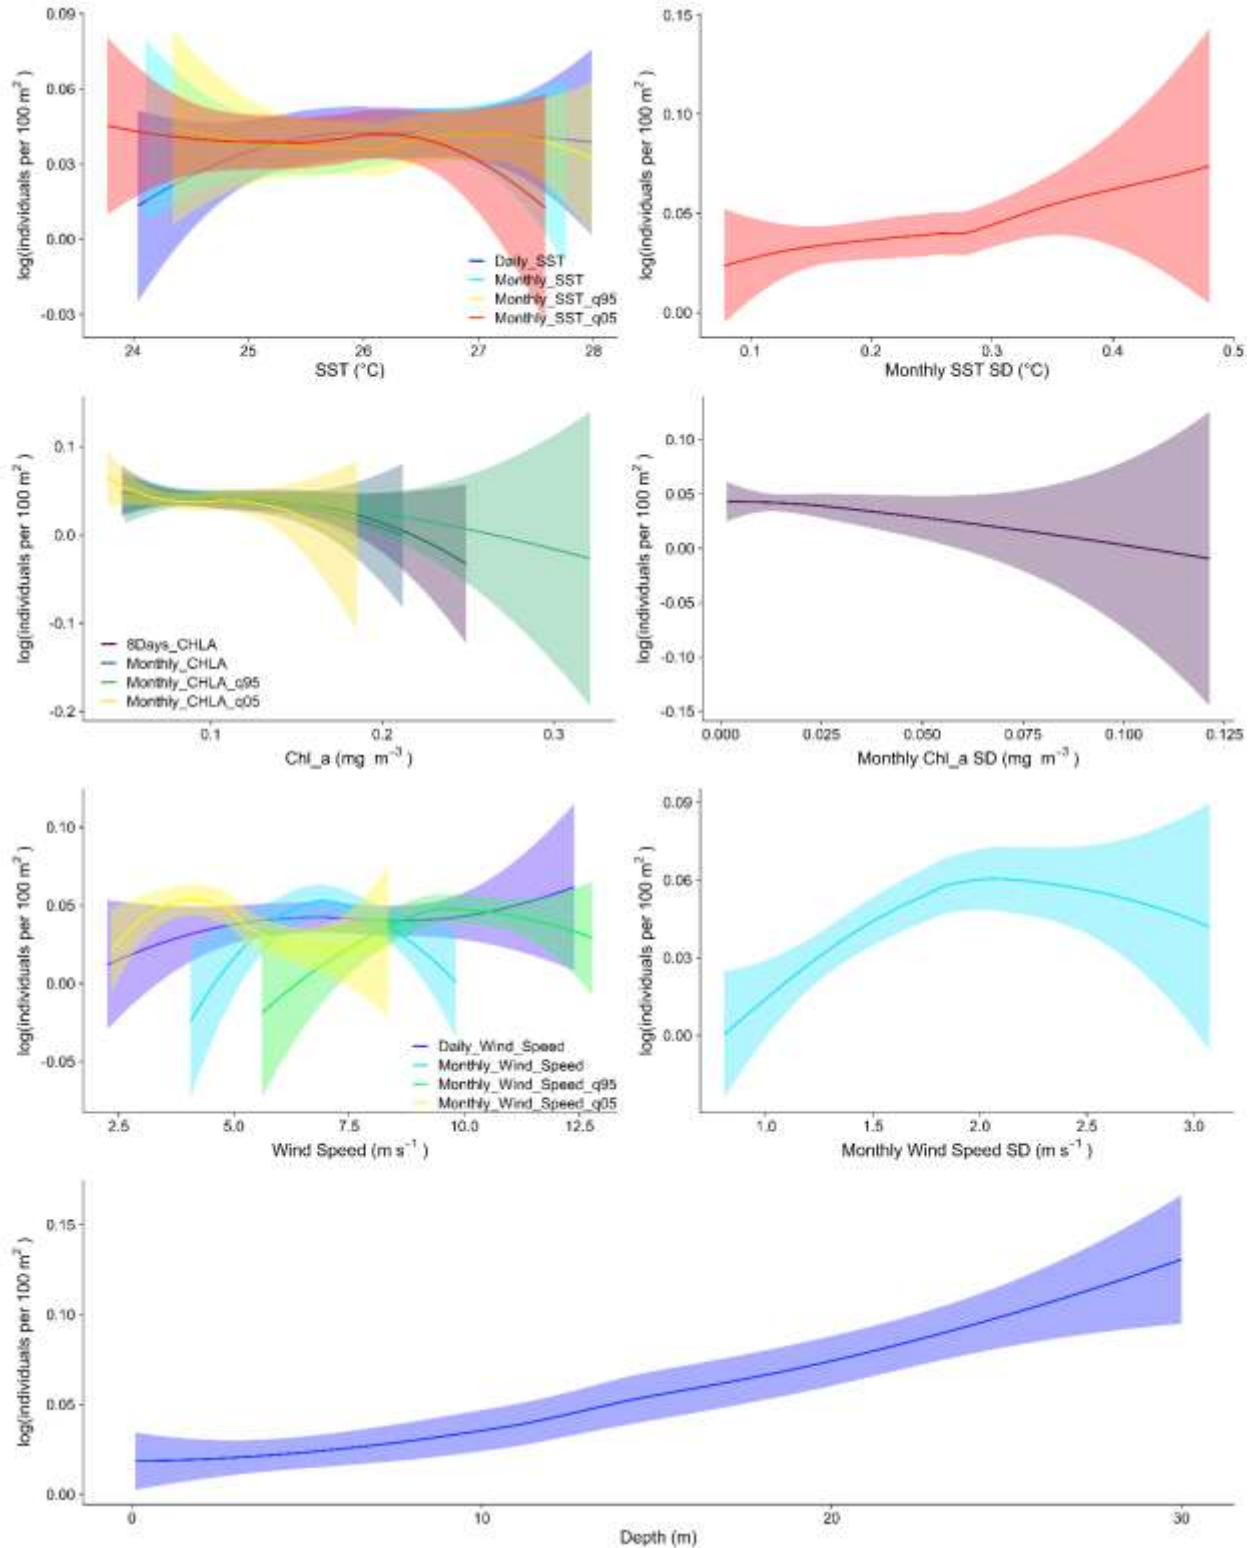 log(individuals per 100 m² )
0.09
0.06
0.03
0.00
-0.03
Daily_SST
Monthly_SST
Monthly_SST_q95
Monthly_SST_q05
24 25 26 27 28
SST (°C)
log(individuals per 100 m² )
0.15
0.10
0.05
0.00
0.1 0.2 0.3 0.4 0.5
Monthly SST SD (°C)
log(individuals per 100 m² )
0.1
0.0
-0.1
-0.2
8Days_CHLA
Monthly_CHLA
Monthly_CHLA_q95
Monthly_CHLA_q05
0.1 0.2 0.3
Chl_a (mg m⁻³ )
log(individuals per 100 m² )
0.10
0.05
0.00
-0.05
-0.10
-0.15
0.000 0.025 0.050 0.075 0.100 0.125
Monthly Chl_a SD (mg m⁻³ )
log(individuals per 100 m² )
0.10
0.05
0.00
-0.05
Daily_Wind_Speed
Monthly_Wind_Speed
Monthly_Wind_Speed_q95
Monthly_Wind_Speed_q05
2.5 5.0 7.5 10.0 12.5
Wind Speed (m s⁻¹ )
log(individuals per 100 m² )
0.09
0.06
0.03
0.00
1.0 1.5 2.0 2.5 3.0
Monthly Wind Speed SD (m s⁻¹ )
log(individuals per 100 m² )
0.15
0.10
0.05
0.00
0 10 20 30
Depth (m)